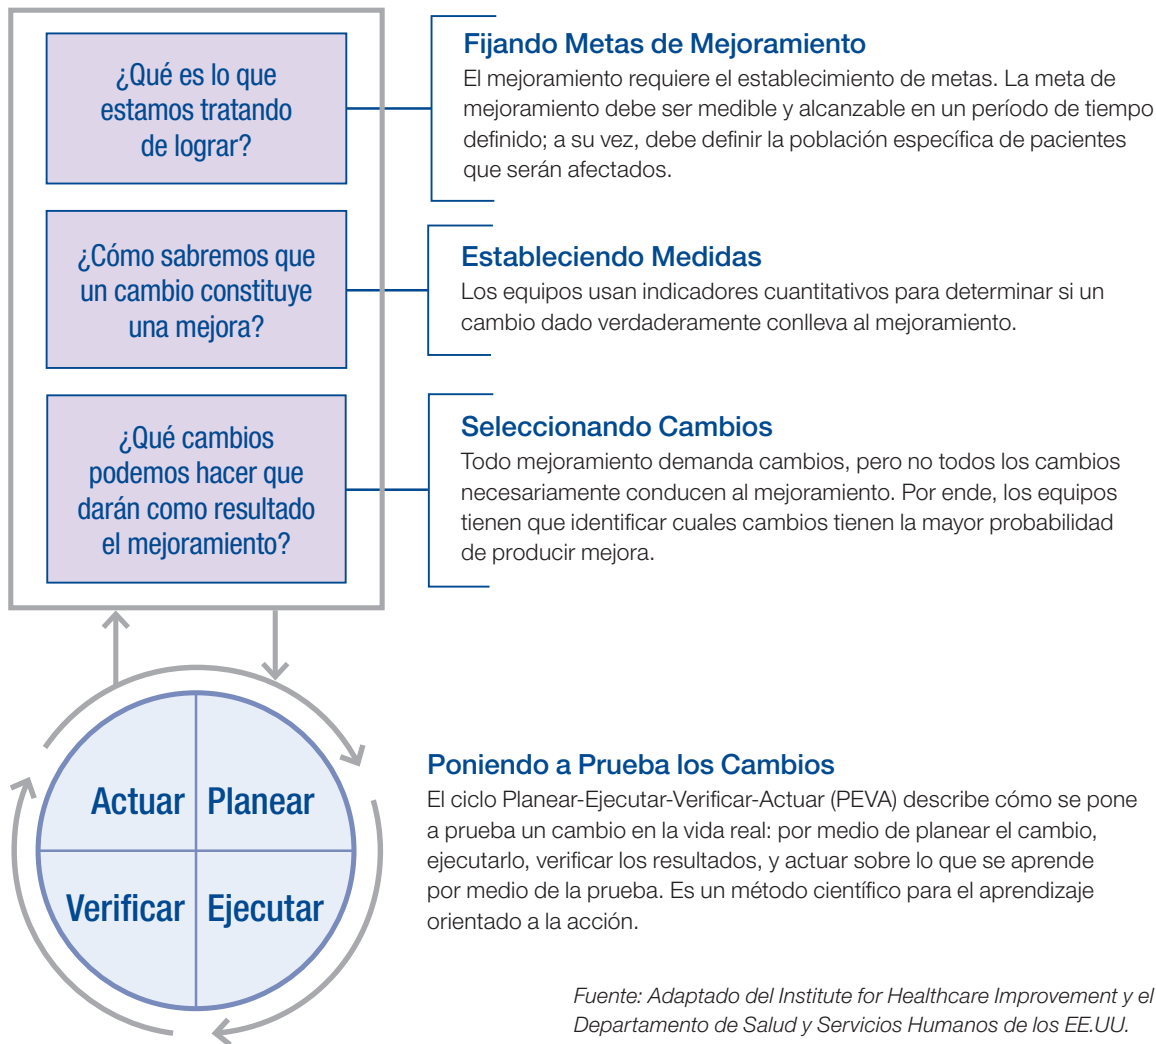 ¿Qué es lo que
estamos tratando
de lograr?
Fijando Metas de Mejoramiento
El mejoramiento requiere el establecimiento de metas. La meta de
mejoramiento debe ser medible y alcanzable en un período de tiempo
definido; a su vez, debe definir la población específica de pacientes
que serán afectados.
¿Cómo sabremos que
un cambio constituye
una mejora?
Estableciendo Medidas
Los equipos usan indicadores cuantitativos para determinar si un
cambio dado verdaderamente conlleva al mejoramiento.
¿Qué cambios
podemos hacer que
darán como resultado
el mejoramiento?
Seleccionando Cambios
Todo mejoramiento demanda cambios, pero no todos los cambios
necesariamente conducen al mejoramiento. Por ende, los equipos
tienen que identificar cuales cambios tienen la mayor probabilidad
de producir mejora.
Actuar
Planear
Verificar
Ejecutar
Poniendo a Prueba los Cambios
El ciclo Planear-Ejecutar-Verificar-Actuar (PEVA) describe cómo se pone
a prueba un cambio en la vida real: por medio de planear el cambio,
ejecutarlo, verificar los resultados, y actuar sobre lo que se aprende
por medio de la prueba. Es un método científico para el aprendizaje
orientado a la acción.
Fuente: Adaptado del Institute for Healthcare Improvement y el
Departamento de Salud y Servicios Humanos de los EE.UU.